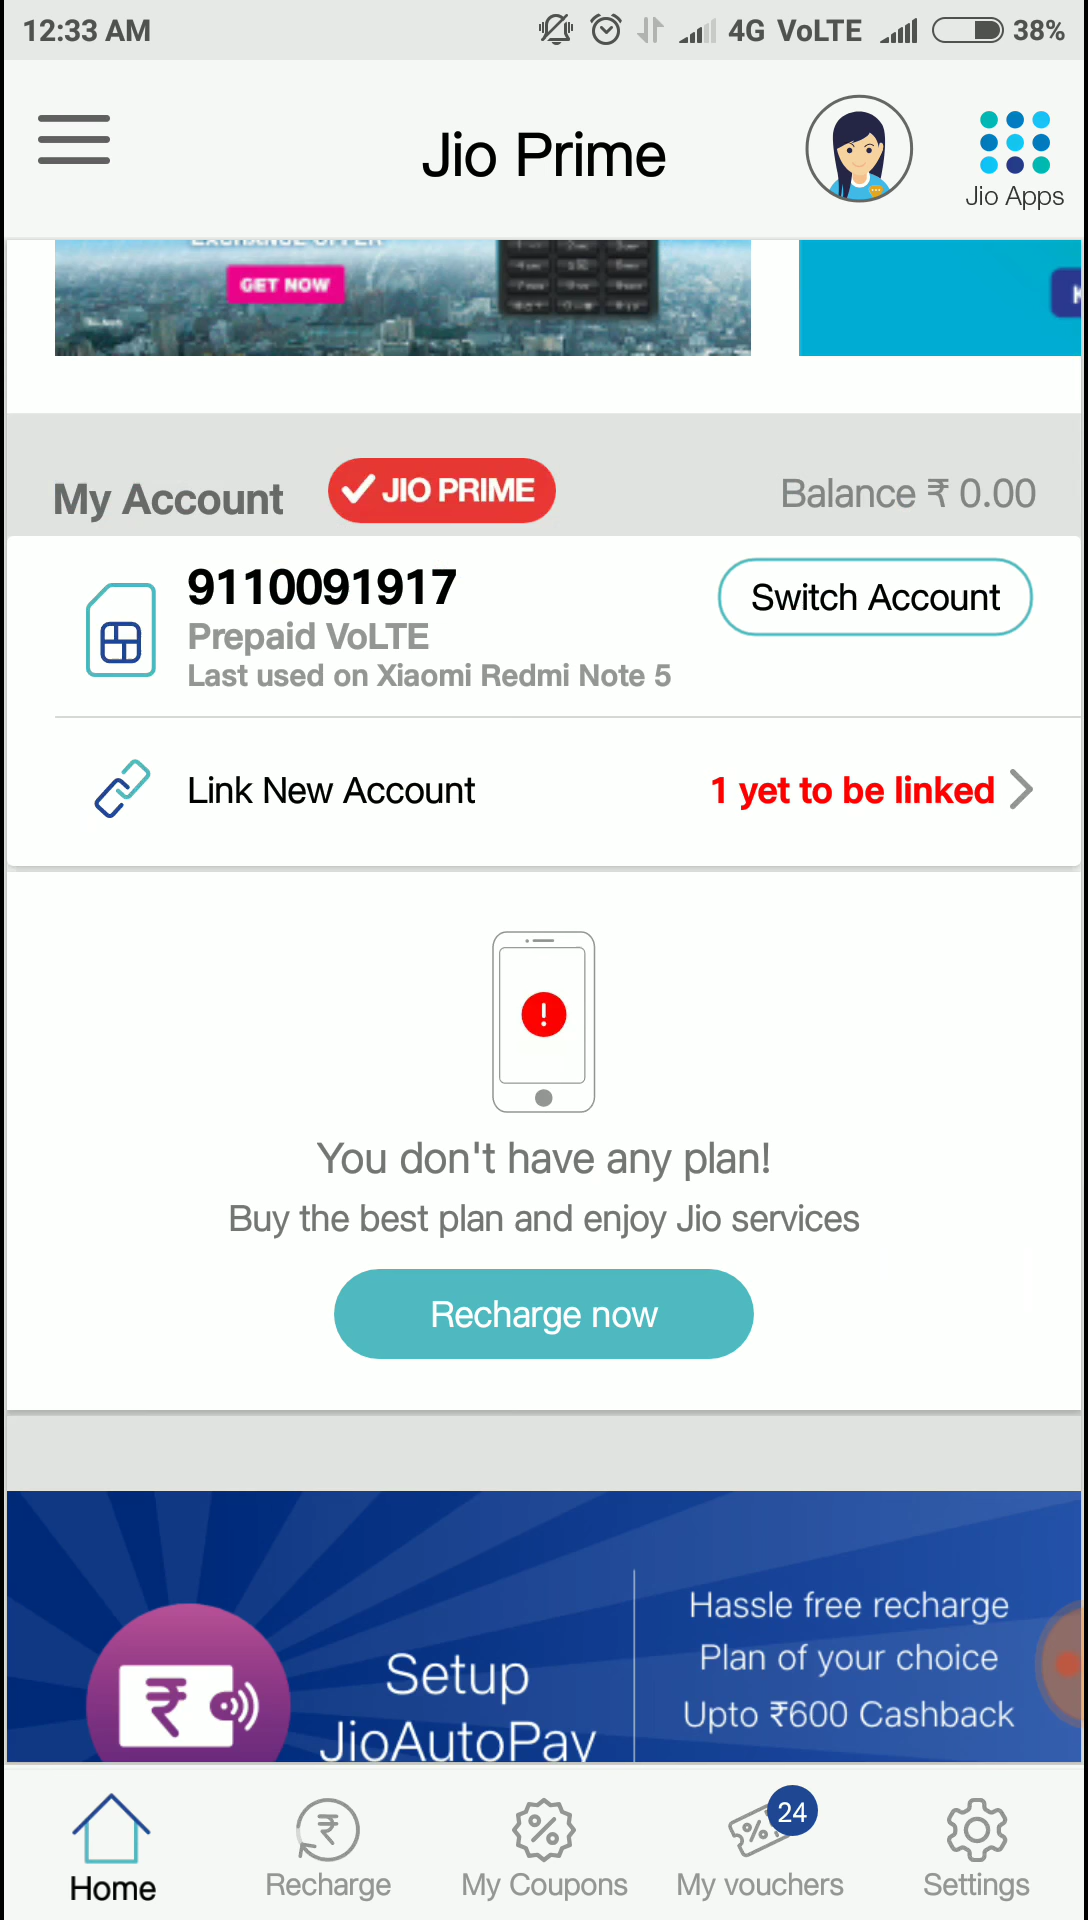 12:33 AM 4G VoLTE 38%
Jio Prime
Jio Apps
EXCHANGE OFFER
GET NOW
My Account
✓ JIO PRIME
Balance ₹ 0.00
9110091917
Switch Account
Prepaid VoLTE
Last used on Xiaomi Redmi Note 5
Link New Account
1 yet to be linked
You don't have any plan!
Buy the best plan and enjoy Jio services
Recharge now
Setup
JioAutoPay
Hassle free recharge
Plan of your choice
Upto ₹600 Cashback
24
Home
Recharge
My Coupons
My vouchers
Settings